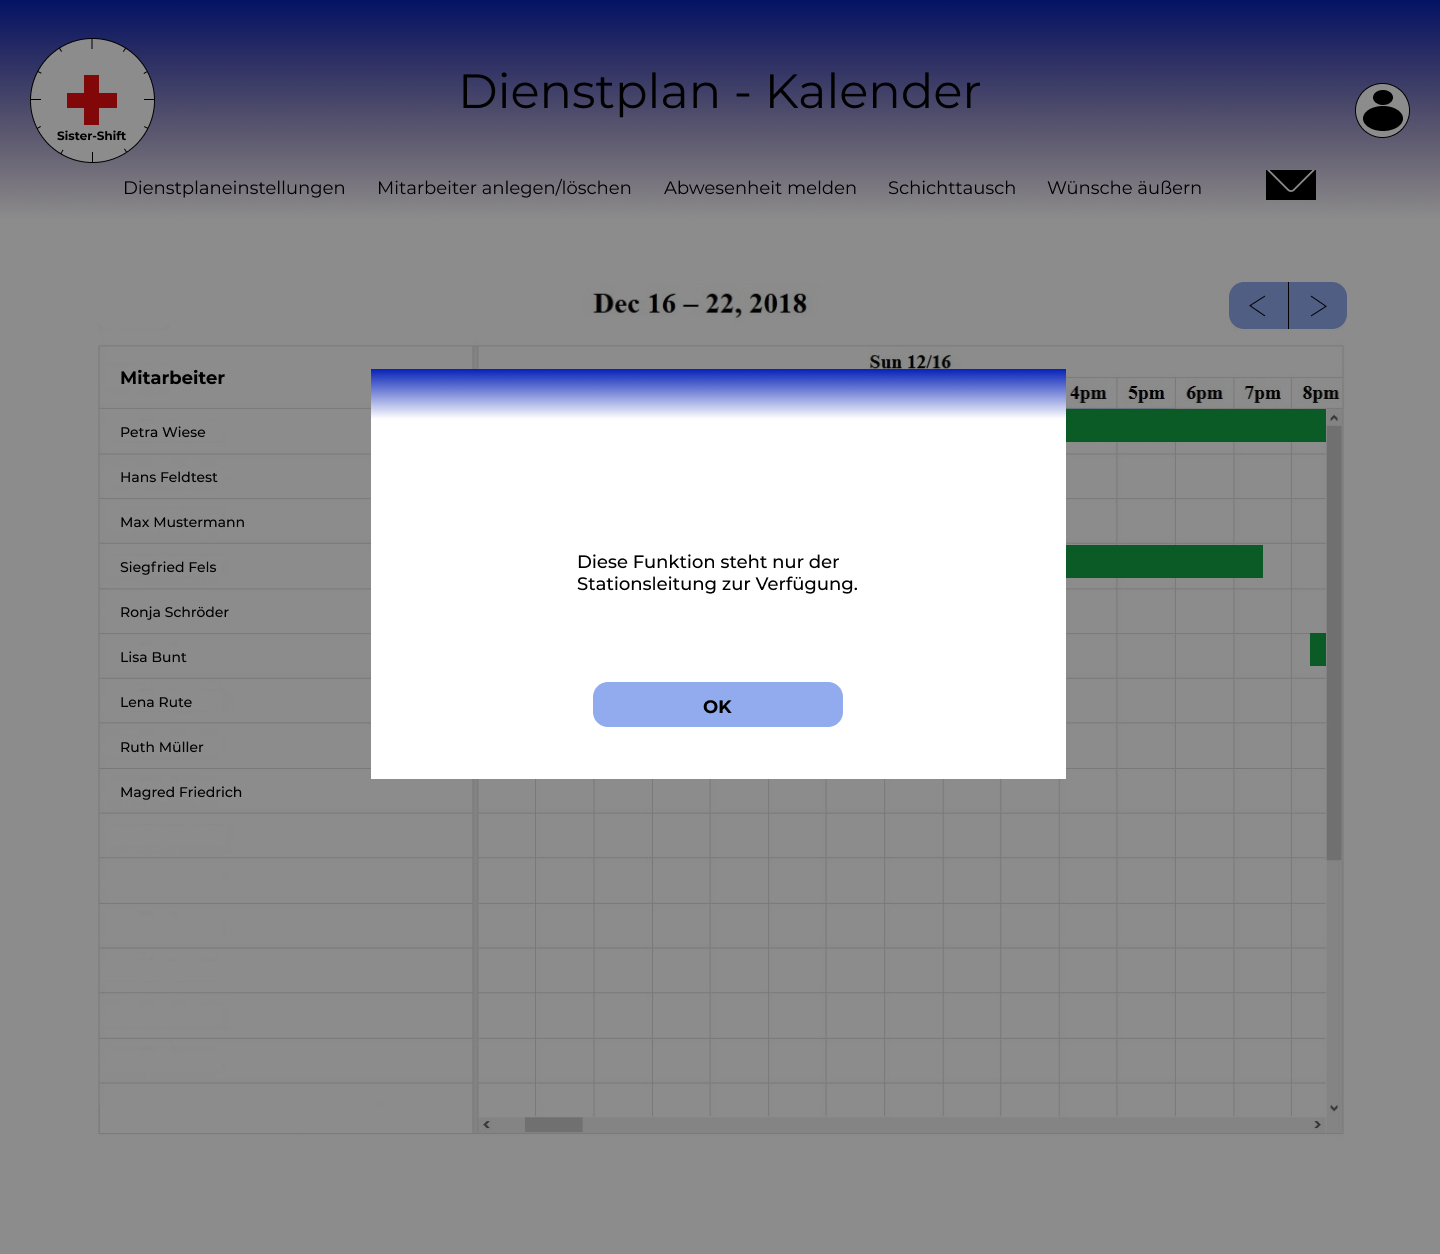 Dienstplan - Kalender
Sister-Shift
Dienstplaneinstellungen Mitarbeiter anlegen/löschen Abwesenheit melden Schichttausch Wünsche äußern
Dec 16 – 22, 2018
< >
Sun 12/16
Mitarbeiter
4pm 5pm 6pm 7pm 8pm
Petra Wiese
Hans Feldtest
Max Mustermann
Siegfried Fels
Ronja Schröder
Lisa Bunt
Lena Rute
Ruth Müller
Magred Friedrich
Diese Funktion steht nur der
Stationsleitung zur Verfügung.
OK